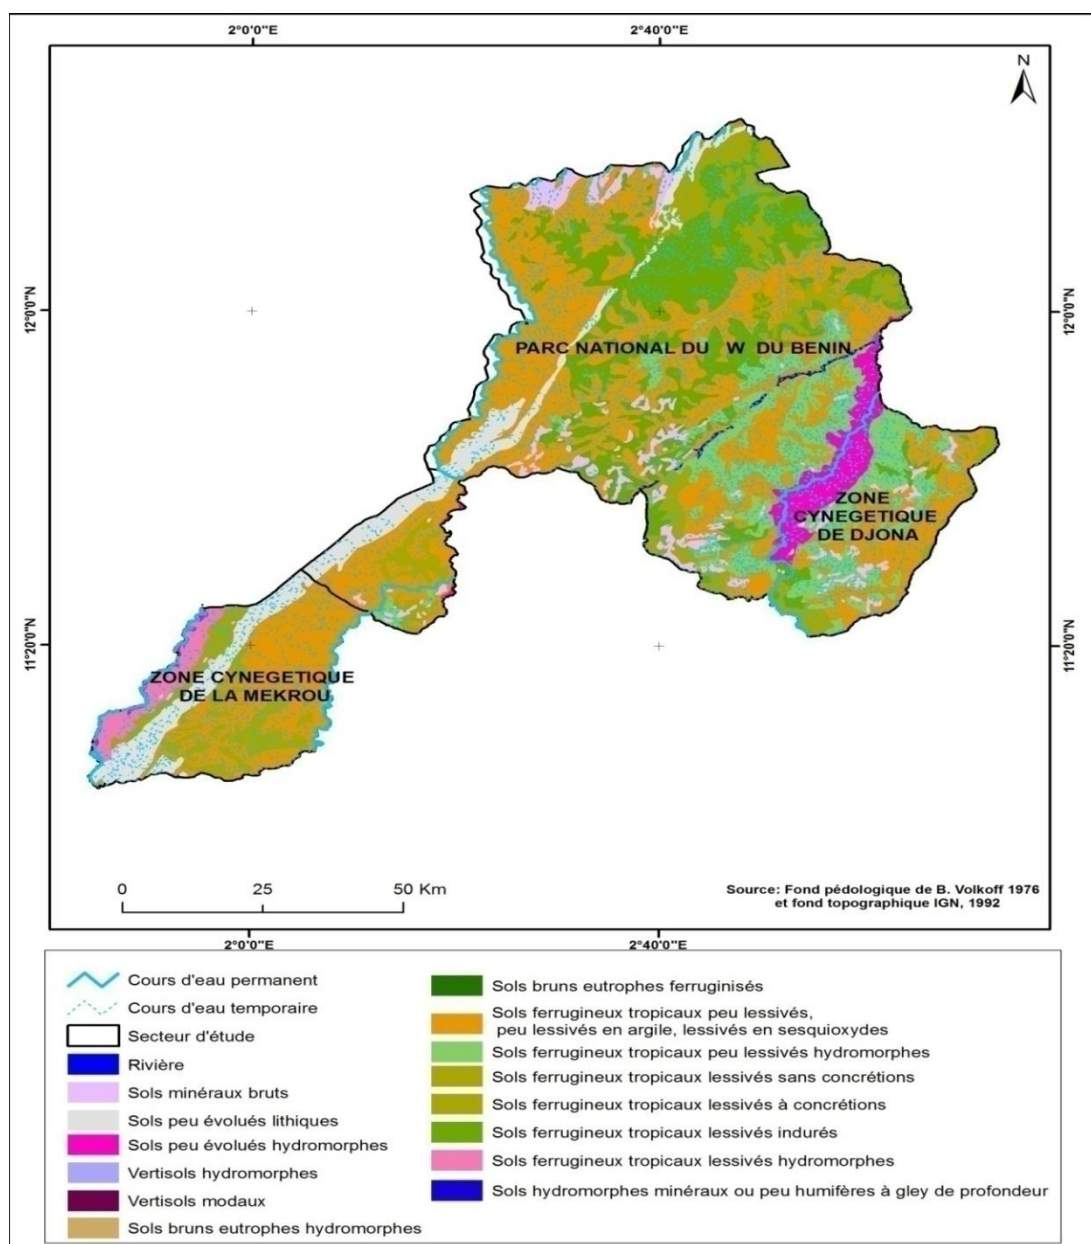 2°0'0"E
2°40'0"E
N
12°0'0"N
12°0'0"N
PARC NATIONAL DU W DU BENIN
ZONE
CYNEGETIQUE
DE DJONA
11°20'0"N
11°20'0"N
ZONE CYNEGETIQUE
DE LA MEKROU
0 25 50 Km
Source: Fond pédologique de B. Volkoff 1976
et fond topographique IGN, 1992
2°0'0"E
2°40'0"E
Cours d'eau permanent
Cours d'eau temporaire
Secteur d'étude
Rivière
Sols minéraux bruts
Sols peu évolués lithiques
Sols peu évolués hydromorphes
Vertisols hydromorphes
Vertisols modaux
Sols bruns eutrophes hydromorphes
Sols bruns eutrophes ferruginisés
Sols ferrugineux tropicaux peu lessivés,
peu lessivés en argile, lessivés en sesquioxydes
Sols ferrugineux tropicaux peu lessivés hydromorphes
Sols ferrugineux tropicaux lessivés sans concrétions
Sols ferrugineux tropicaux lessivés à concrétions
Sols ferrugineux tropicaux lessivés indurés
Sols ferrugineux tropicaux lessivés hydromorphes
Sols hydromorphes minéraux ou peu humifères à gley de profondeur